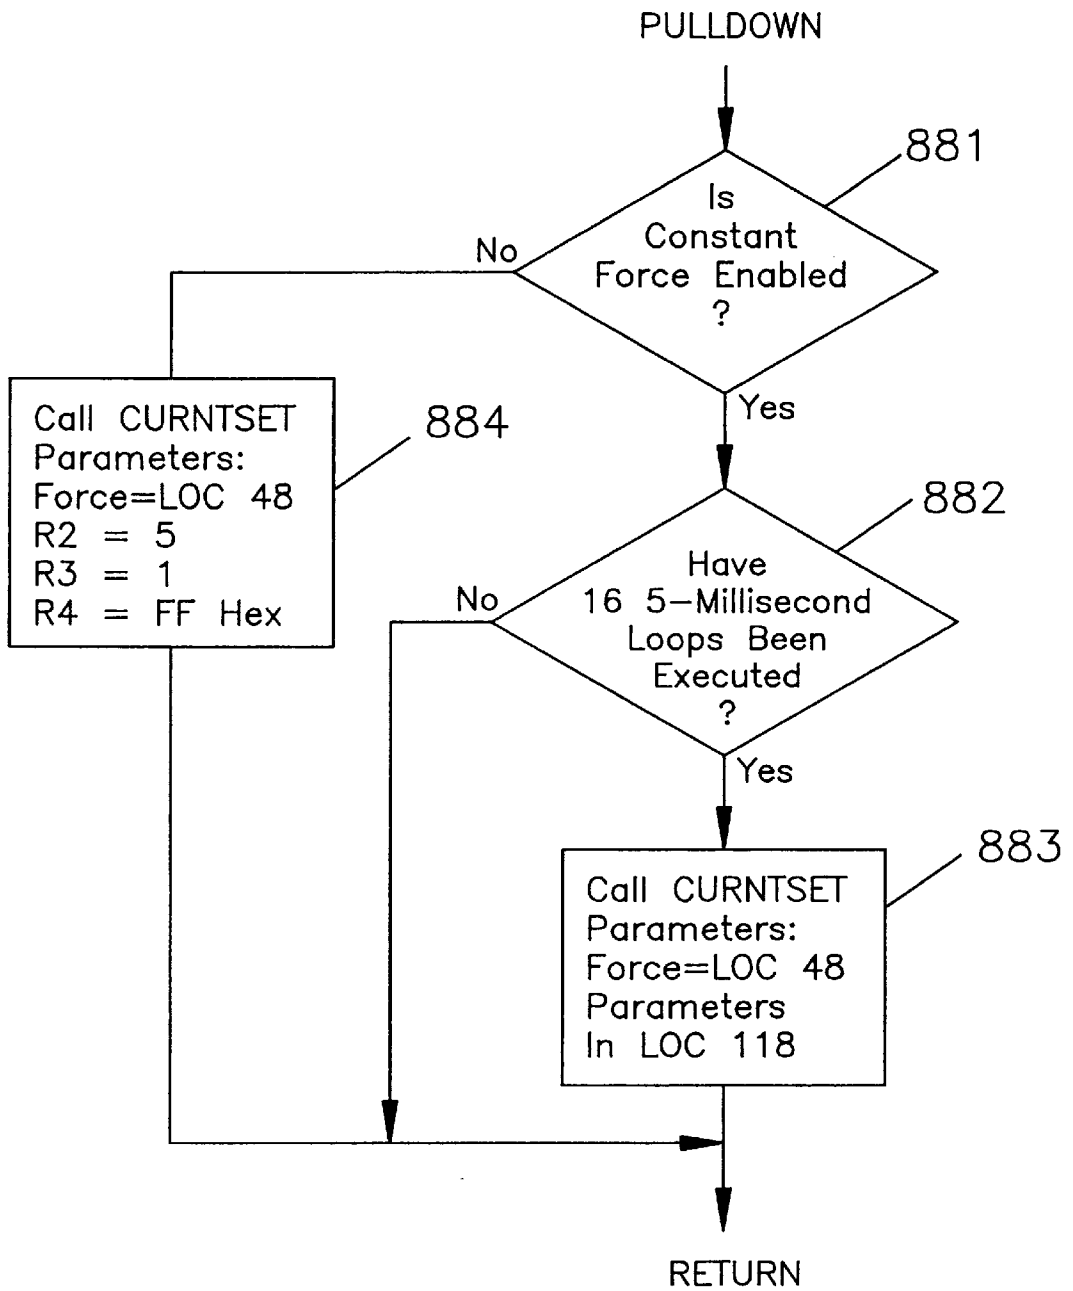 PULLDOWN
881
Is
Constant
Force Enabled
?
No
Yes
Call CURNTSET
Parameters:
Force=LOC 48
R2 = 5
R3 = 1
R4 = FF Hex
884
882
Have
16 5-Millisecond
Loops Been
Executed
?
No
Yes
883
Call CURNTSET
Parameters:
Force=LOC 48
Parameters
In LOC 118
RETURN